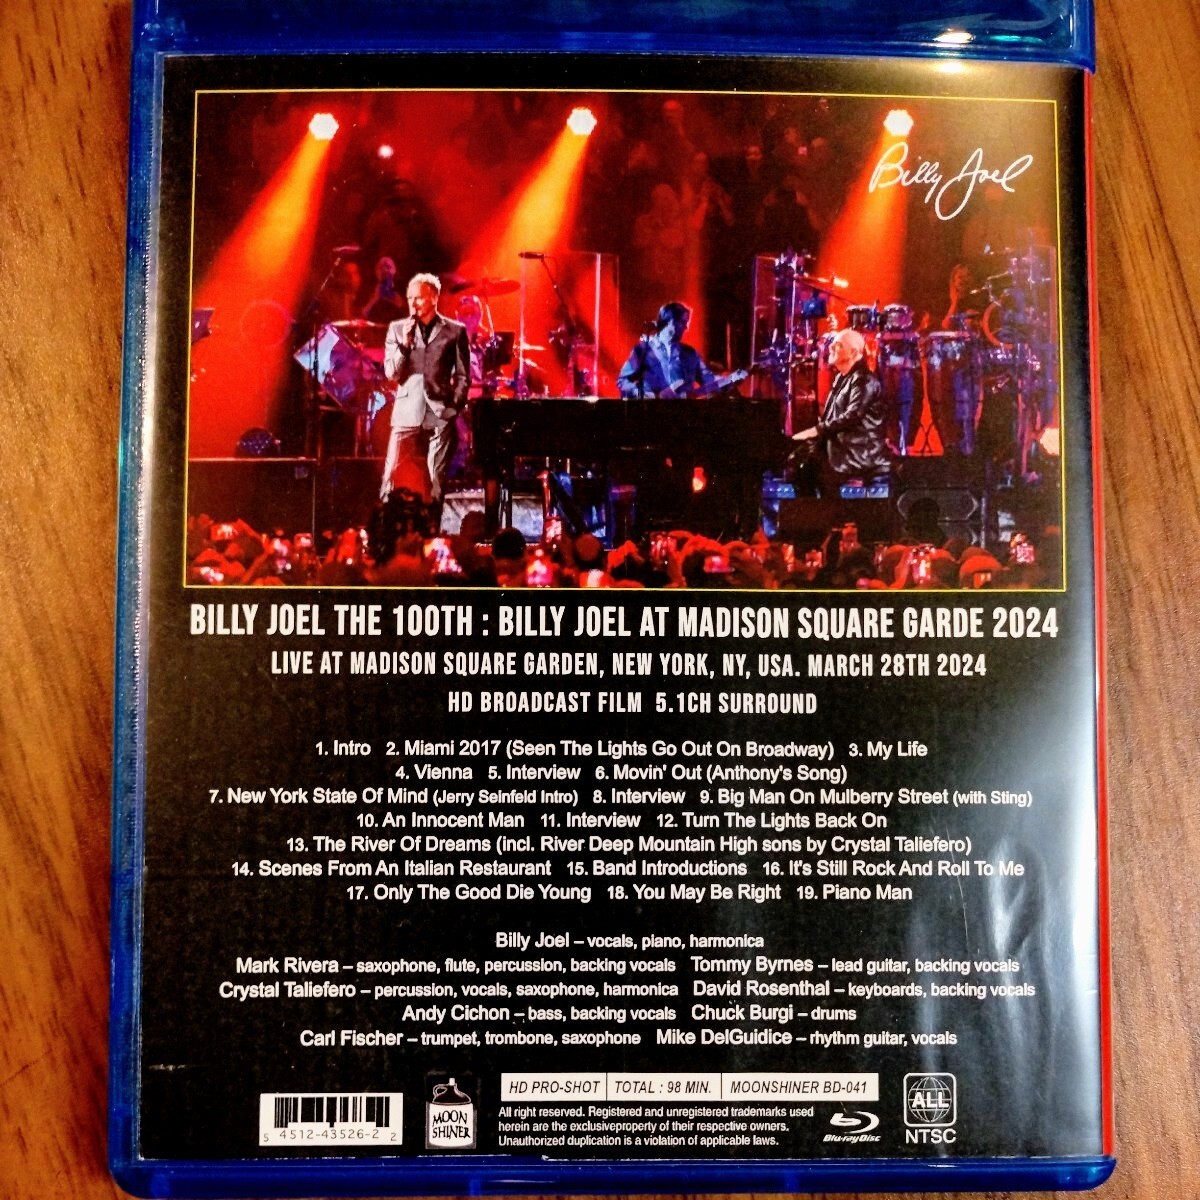 Billy Joel
BILLY JOEL THE 100TH : BILLY JOEL AT MADISON SQUARE GARDE 2024
LIVE AT MADISON SQUARE GARDEN, NEW YORK, NY, USA. MARCH 28TH 2024
HD BROADCAST FILM 5.1CH SURROUND
1. Intro 2. Miami 2017 (Seen The Lights Go Out On Broadway) 3. My Life
4. Vienna 5. Interview 6. Movin' Out (Anthony's Song)
7. New York State Of Mind (Jerry Seinfeld Intro) 8. Interview 9. Big Man On Mulberry Street (with Sting)
10. An Innocent Man 11. Interview 12. Turn The Lights Back On
13. The River Of Dreams (incl. River Deep Mountain High sons by Crystal Taliefero)
14. Scenes From An Italian Restaurant 15. Band Introductions 16. It's Still Rock And Roll To Me
17. Only The Good Die Young 18. You May Be Right 19. Piano Man
Billy Joel – vocals, piano, harmonica
Mark Rivera – saxophone, flute, percussion, backing vocals Tommy Byrnes – lead guitar, backing vocals
Crystal Taliefero – percussion, vocals, saxophone, harmonica David Rosenthal – keyboards, backing vocals
Andy Cichon – bass, backing vocals Chuck Burgi – drums
Carl Fischer – trumpet, trombone, saxophone Mike DelGuidice – rhythm guitar, vocals
HD PRO-SHOT TOTAL : 98 MIN. MOONSHINER BD-041
All right reserved. Registered and unregistered trademarks used
herein are the exclusiveproperty of their respective owners.
Unauthorized duplication is a violation of applicable laws.
5 4512-43526-2 2
MOON
SHINER
Blu-ray Disc
ALL
NTSC